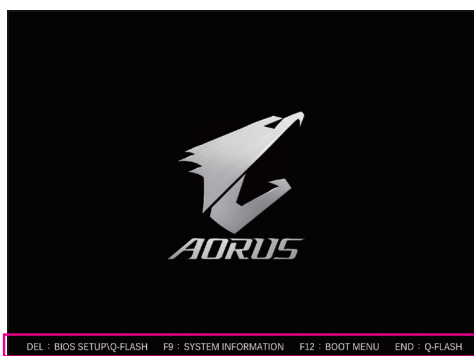 AORUS
DEL : BIOS SETUP\Q-FLASH F9 : SYSTEM INFORMATION F12 : BOOT MENU END : Q-FLASH